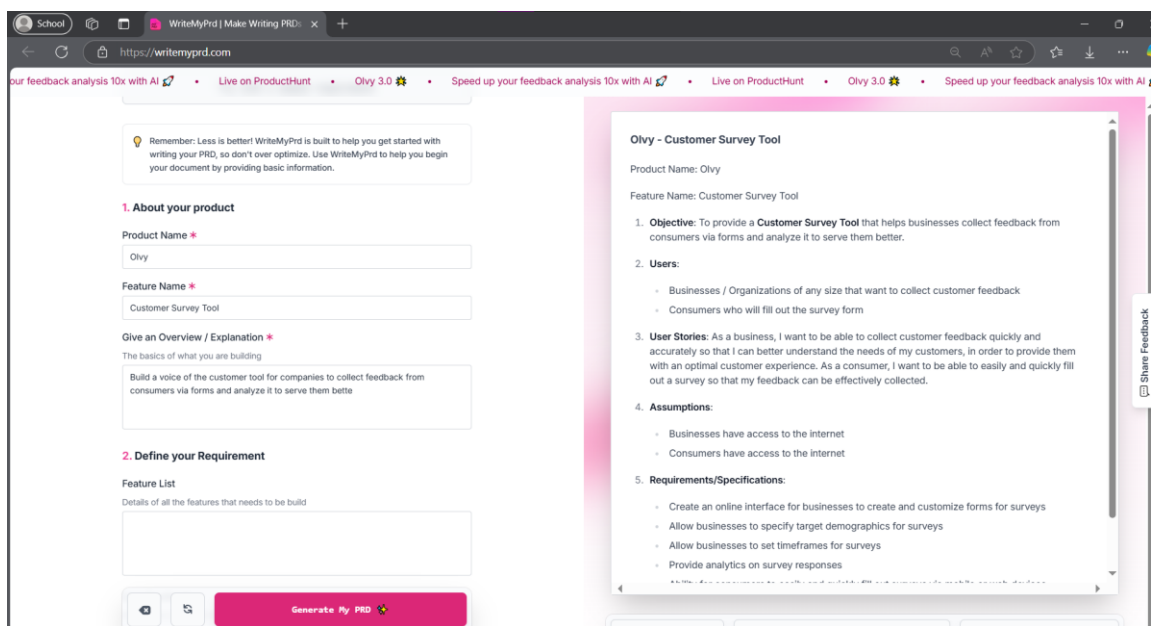 School
WriteMyPrd | Make Writing PRDs
https://writemyprd.com
our feedback analysis 10x with AI 🚀 • Live on ProductHunt • Olvy 3.0 • Speed up your feedback analysis 10x with AI 🚀 • Live on ProductHunt • Olvy 3.0 • Speed up your feedback analysis 10x with AI
Remember: Less is better! WriteMyPrd is built to help you get started with
writing your PRD, so don't over optimize. Use WriteMyPrd to help you begin
your document by providing basic information.
1. About your product
Product Name *
Olvy
Feature Name *
Customer Survey Tool
Give an Overview / Explanation *
The basics of what you are building
Build a voice of the customer tool for companies to collect feedback from
consumers via forms and analyze it to serve them bette
2. Define your Requirement
Feature List
Details of all the features that needs to be build
Generate My PRD
Olvy - Customer Survey Tool
Product Name: Olvy
Feature Name: Customer Survey Tool
1. Objective: To provide a Customer Survey Tool that helps businesses collect feedback from
consumers via forms and analyze it to serve them better.
2. Users:
Businesses / Organizations of any size that want to collect customer feedback
Consumers who will fill out the survey form
3. User Stories: As a business, I want to be able to collect customer feedback quickly and
accurately so that I can better understand the needs of my customers, in order to provide them
with an optimal customer experience. As a consumer, I want to be able to easily and quickly fill
out a survey so that my feedback can be effectively collected.
4. Assumptions:
Businesses have access to the internet
Consumers have access to the internet
5. Requirements/Specifications:
Create an online interface for businesses to create and customize forms for surveys
Allow businesses to specify target demographics for surveys
Allow businesses to set timeframes for surveys
Provide analytics on survey responses
Ability for consumers to easily and quickly fill out surveys via mobile or web devices
Share Feedback